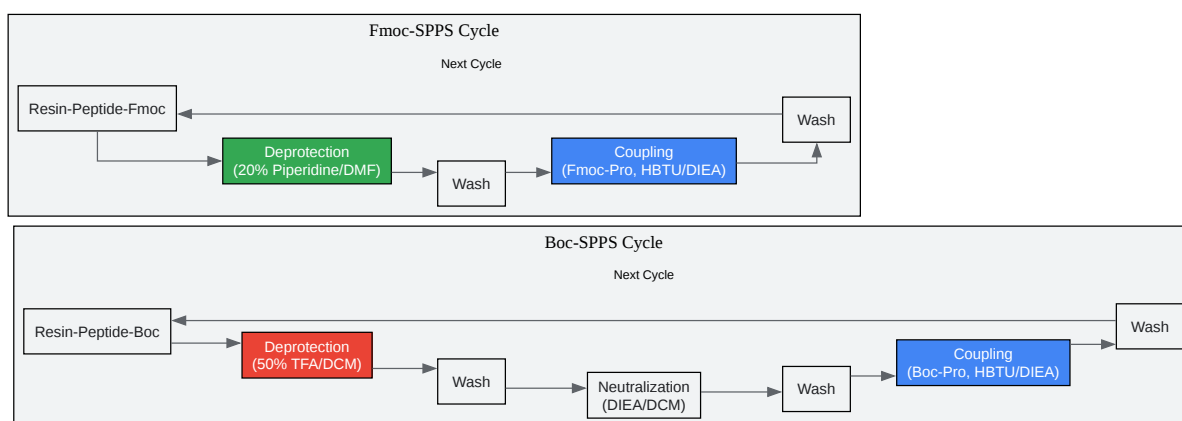 Fmoc-SPPS Cycle
Next Cycle
Resin-Peptide-Fmoc
Deprotection
(20% Piperidine/DMF)
Wash
Coupling
(Fmoc-Pro, HBTU/DIEA)
Wash
Boc-SPPS Cycle
Next Cycle
Resin-Peptide-Boc
Deprotection
(50% TFA/DCM)
Wash
Neutralization
(DIEA/DCM)
Wash
Coupling
(Boc-Pro, HBTU/DIEA)
Wash